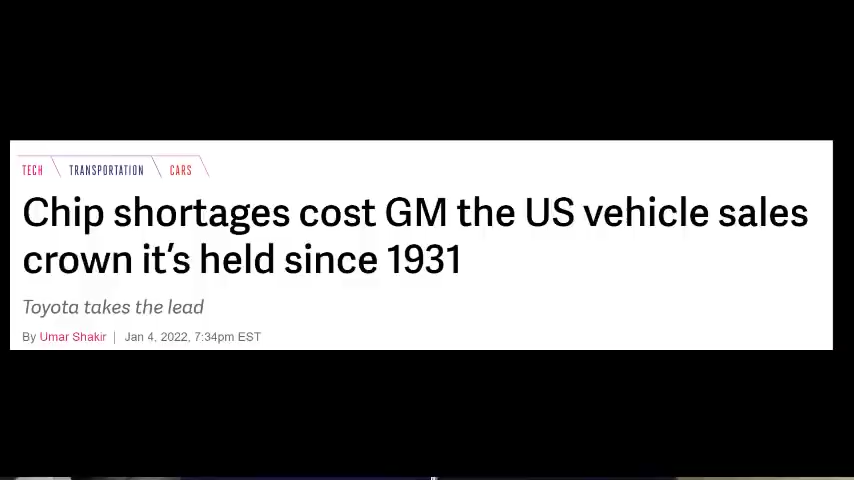 TECH TRANSPORTATION CARS
Chip shortages cost GM the US vehicle sales
crown it's held since 1931
Toyota takes the lead
By Umar Shakir | Jan 4, 2022, 7:34pm EST